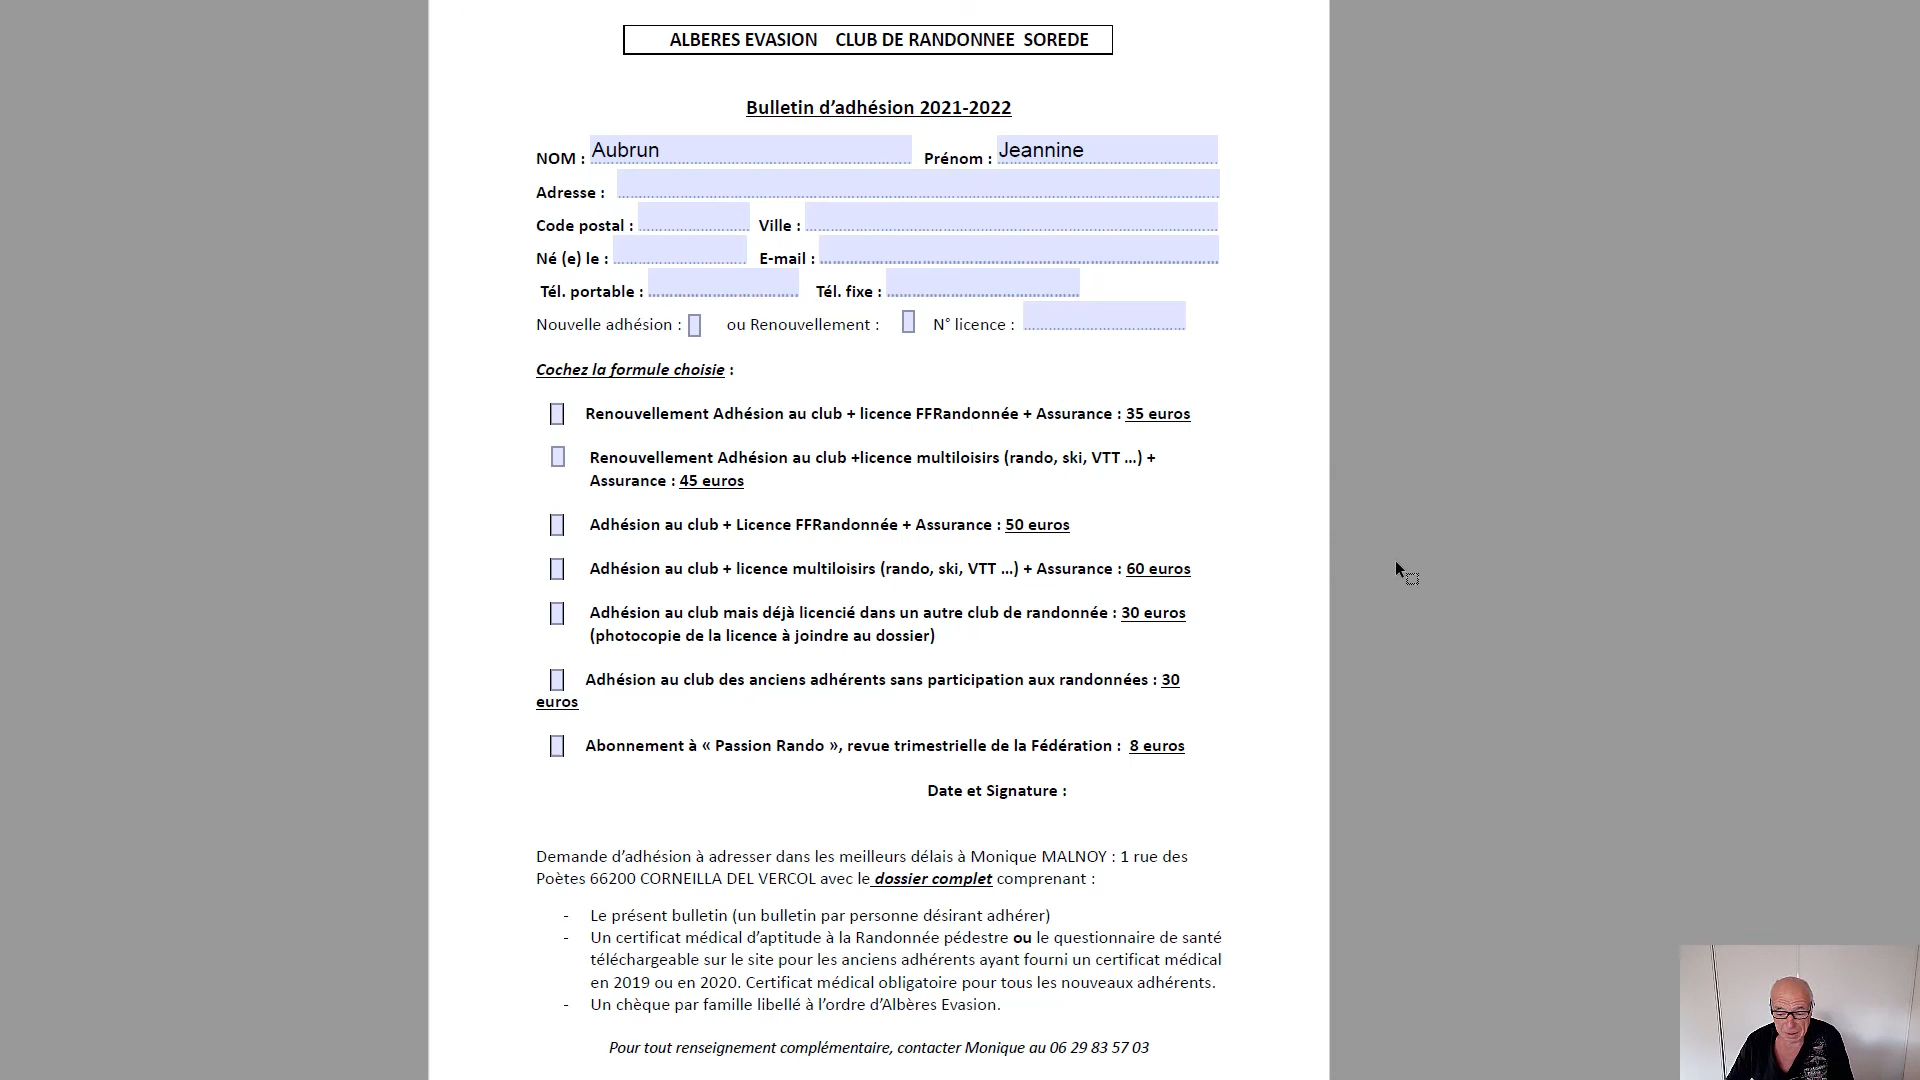 ALBERES EVASION CLUB DE RANDONNEE SOREDE
Bulletin d’adhésion 2021-2022
NOM : Aubrun Prénom : Jeannine
Adresse :
Code postal : Ville :
Né (e) le : E-mail :
Tél. portable : Tél. fixe :
Nouvelle adhésion : ou Renouvellement : N° licence :
Cochez la formule choisie :
Renouvellement Adhésion au club + licence FFRandonnée + Assurance : 35 euros
Renouvellement Adhésion au club +licence multiloisirs (rando, ski, VTT ...) +
Assurance : 45 euros
Adhésion au club + Licence FFRandonnée + Assurance : 50 euros
Adhésion au club + licence multiloisirs (rando, ski, VTT ...) + Assurance : 60 euros
Adhésion au club mais déjà licencié dans un autre club de randonnée : 30 euros
(photocopie de la licence à joindre au dossier)
Adhésion au club des anciens adhérents sans participation aux randonnées : 30
euros
Abonnement à « Passion Rando », revue trimestrielle de la Fédération : 8 euros
Date et Signature :
Demande d’adhésion à adresser dans les meilleurs délais à Monique MALNOY : 1 rue des
Poètes 66200 CORNEILLA DEL VERCOL avec le dossier complet comprenant :
- Le présent bulletin (un bulletin par personne désirant adhérer)
- Un certificat médical d’aptitude à la Randonnée pédestre ou le questionnaire de santé
téléchargeable sur le site pour les anciens adhérents ayant fourni un certificat médical
en 2019 ou en 2020. Certificat médical obligatoire pour tous les nouveaux adhérents.
- Un chèque par famille libellé à l’ordre d’Albères Evasion.
Pour tout renseignement complémentaire, contacter Monique au 06 29 83 57 03